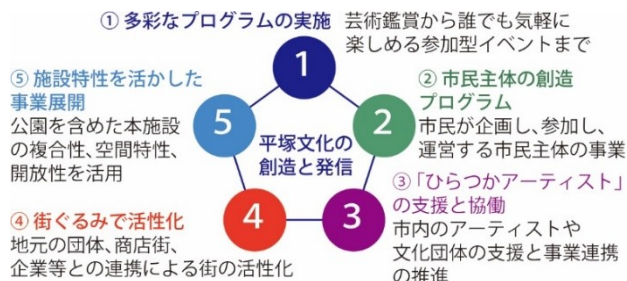 ① 多彩なプログラムの実施
芸術鑑賞から誰でも気軽に
楽しめる参加型イベントまで
1
② 市民主体の創造
プログラム
市民が企画し、参加し、
運営する市民主体の事業
2
③「ひらつかアーティスト」
の支援と協働
市内のアーティストや
文化団体の支援と事業連携
の推進
3
④ 街ぐるみで活性化
地元の団体、商店街、
企業等との連携による街の活性化
4
⑤ 施設特性を活かした
事業展開
公園を含めた本施設
の複合性、空間特性、
開放性を活用
5
平塚文化の
創造と発信